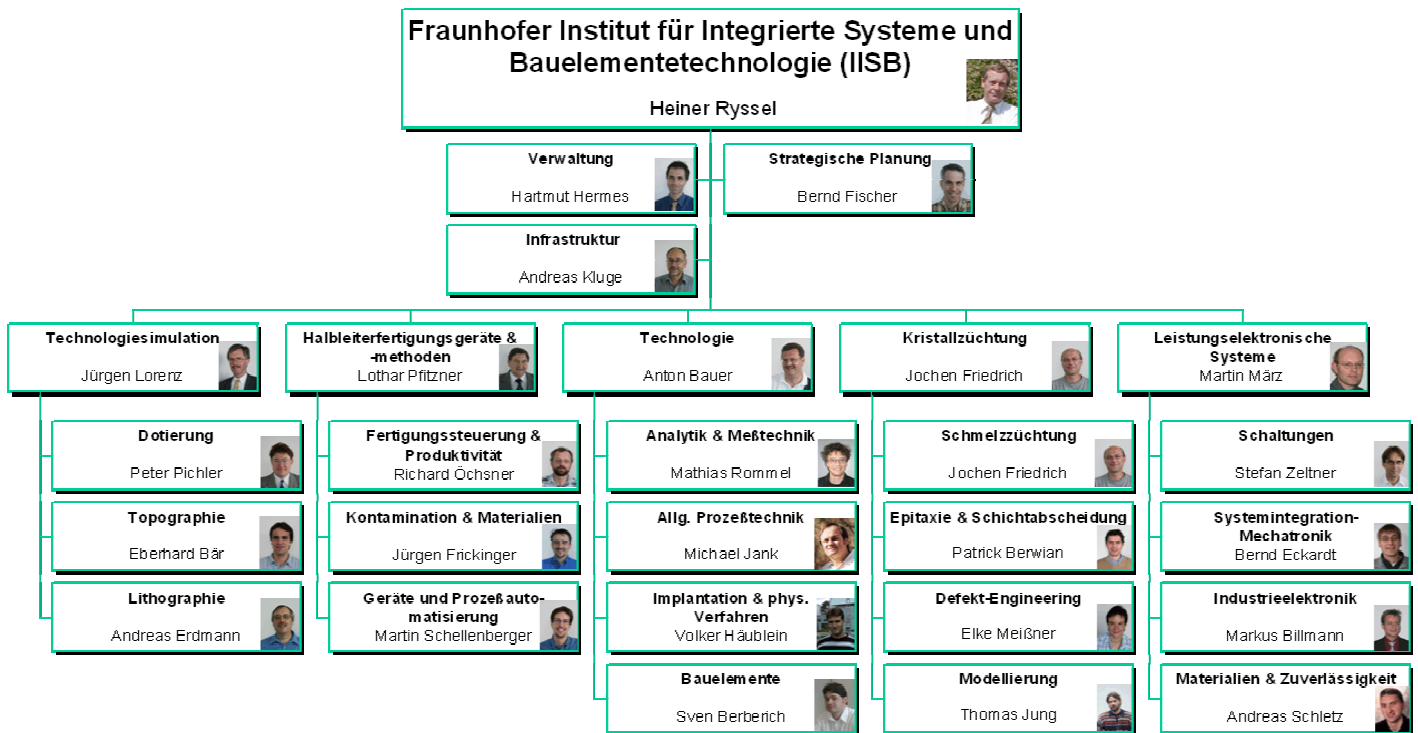 Fraunhofer Institut für Integrierte Systeme und
Bauelementetechnologie (IISB)
Heiner Ryssel
Verwaltung
Hartmut Hermes
Strategische Planung
Bernd Fischer
Infrastruktur
Andreas Kluge
Technologiesimulation
Jürgen Lorenz
Halbleiterfertigungsgeräte &
-methoden
Lothar Pfitzner
Technologie
Anton Bauer
Kristallzüchtung
Jochen Friedrich
Leistungselektronische
Systeme
Martin März
Dotierung
Peter Pichler
Topographie
Eberhard Bär
Lithographie
Andreas Erdmann
Fertigungssteuerung &
Produktivität
Richard Öchsner
Kontamination & Materialien
Jürgen Frickinger
Geräte und Prozeßauto-
matisierung
Martin Schellenberger
Analytik & Meßtechnik
Mathias Rommel
Allg. Prozeßtechnik
Michael Jank
Implantation & phys.
Verfahren
Volker Häublein
Bauelemente
Sven Berberich
Schmelzzüchtung
Jochen Friedrich
Epitaxie & Schichtabscheidung
Patrick Berwian
Defekt-Engineering
Elke Meißner
Modellierung
Thomas Jung
Schaltungen
Stefan Zeltner
Systemintegration-
Mechatronik
Bernd Eckardt
Industrieelektronik
Markus Billmann
Materialien & Zuverlässigkeit
Andreas Schletz